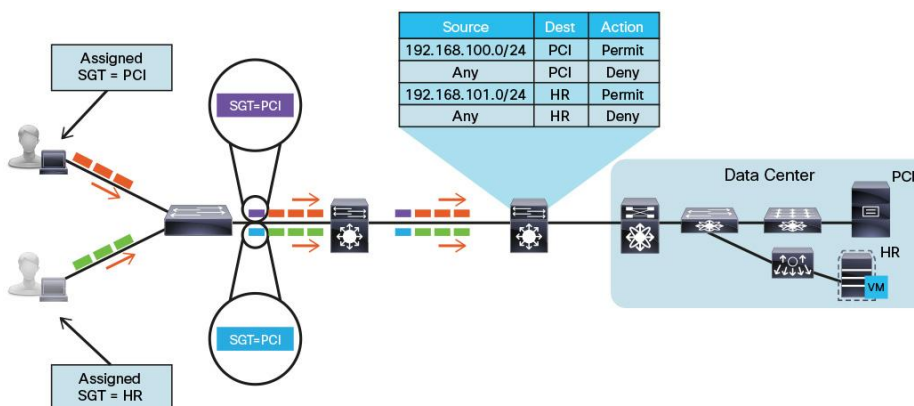 Assigned
SGT = PCI
SGT=PCI
Source Dest Action
192.168.100.0/24 PCI Permit
Any PCI Deny
192.168.101.0/24 HR Permit
Any HR Deny
Data Center
PCI
HR
VM
SGT=PCI
Assigned
SGT = HR